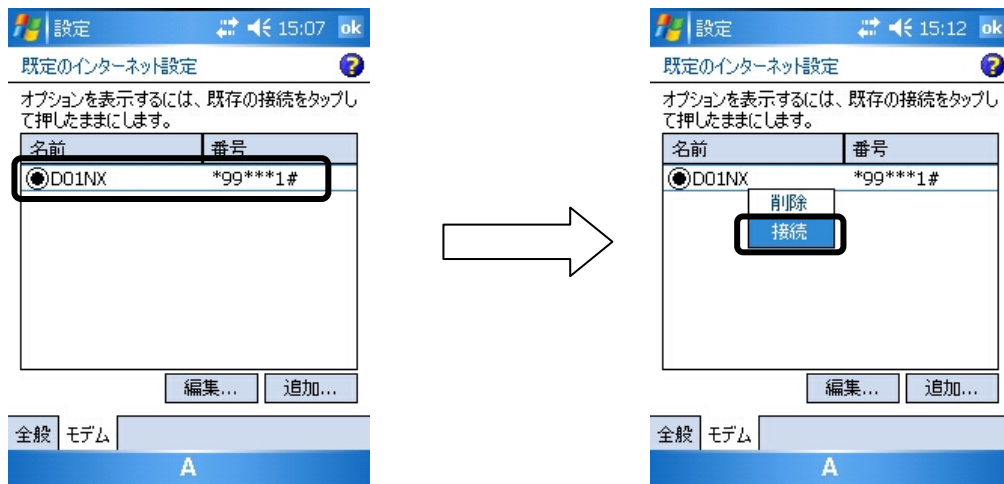 設定 15:07 ok
既定のインターネット設定
オプションを表示するには、既存の接続をタップし
て押したままにします。
名前 番号
D01NX *99***1#
編集... 追加...
全般 モデム
A
設定 15:12 ok
既定のインターネット設定
オプションを表示するには、既存の接続をタップし
て押したままにします。
名前 番号
D01NX *99***1#
削除
接続
編集... 追加...
全般 モデム
A